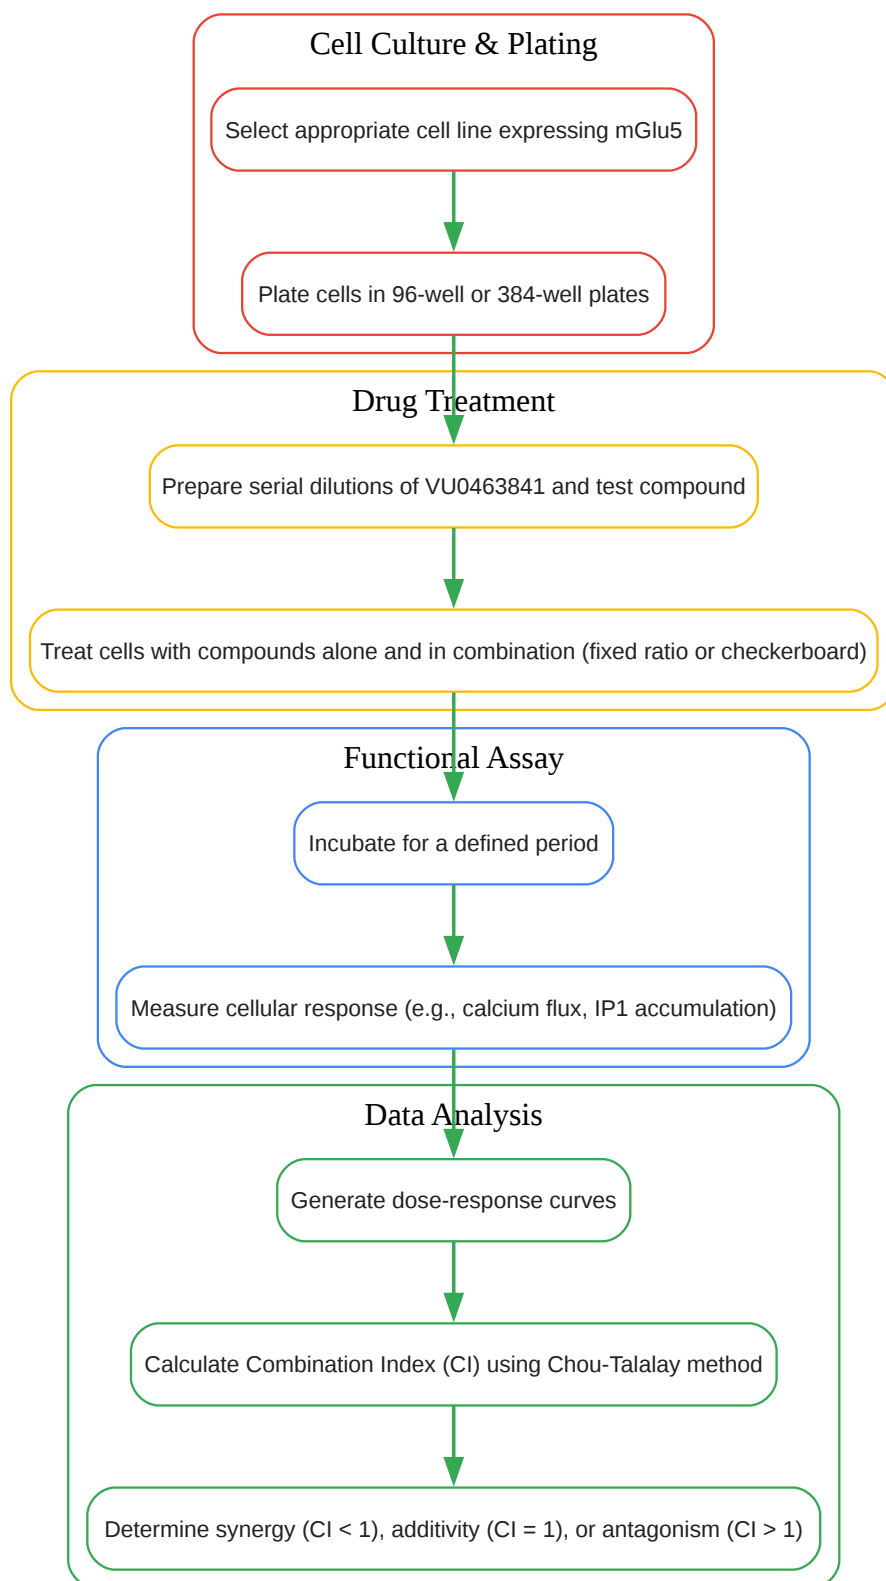 Cell Culture & Plating
Select appropriate cell line expressing mGlu5
Plate cells in 96-well or 384-well plates
Drug Treatment
Prepare serial dilutions of VU0463841 and test compound
Treat cells with compounds alone and in combination (fixed ratio or checkerboard)
Functional Assay
Incubate for a defined period
Measure cellular response (e.g., calcium flux, IP1 accumulation)
Data Analysis
Generate dose-response curves
Calculate Combination Index (CI) using Chou-Talalay method
Determine synergy (CI < 1), additivity (CI = 1), or antagonism (CI > 1)